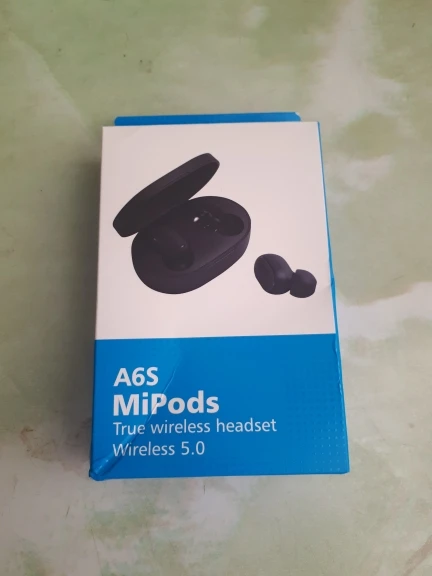 A6S
MiPods
True wireless headset
Wireless 5.0